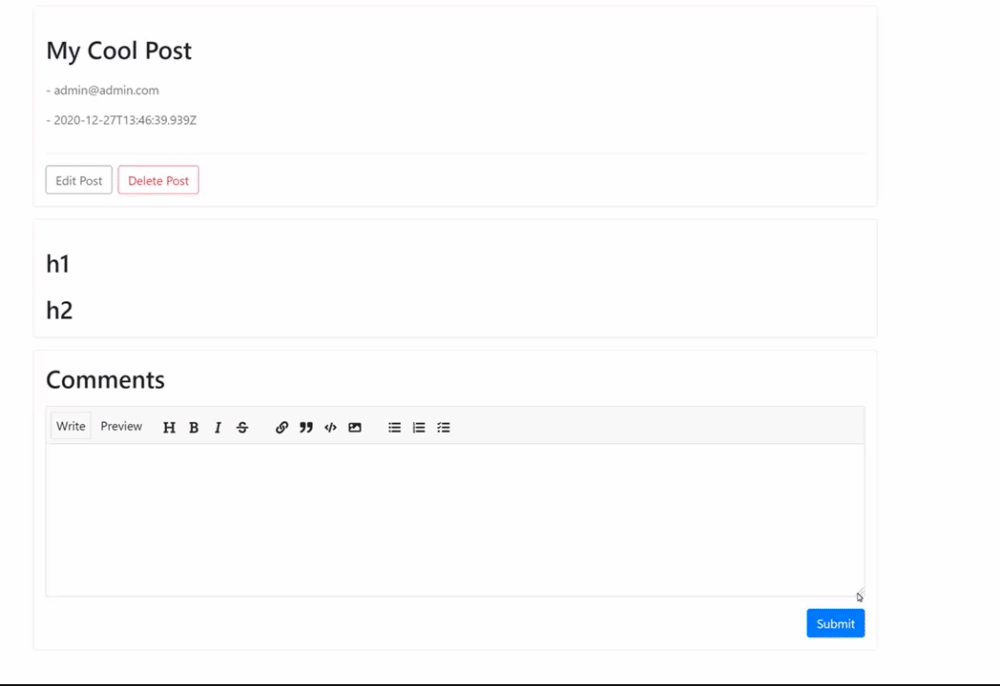 My Cool Post
- admin@admin.com
- 2020-12-27T13:46:39.939Z
Edit Post Delete Post
h1
h2
Comments
Write Preview H B I S
Submit